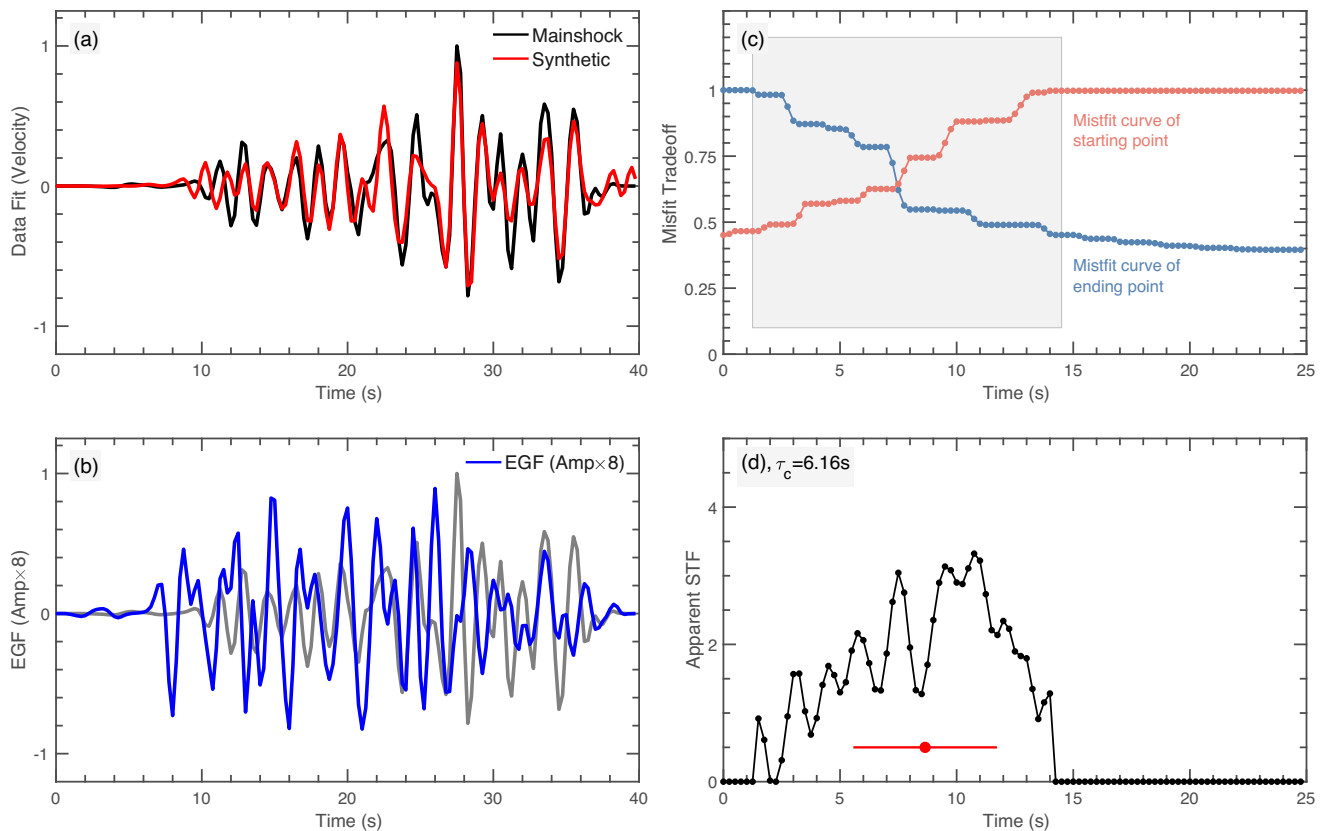 (a)
Mainshock
Synthetic
Data Fit (Velocity)
1
0
-1
0
10
20
30
40
Time (s)
(c)
Mistfit curve of
starting point
Mistfit curve of
ending point
Misfit Tradeoff
1
0.75
0.5
0.25
0
0
5
10
15
20
25
Time (s)
(b)
EGF (Amp×8)
EGF (Amp×8)
1
0
-1
0
10
20
30
40
Time (s)
(d), τc=6.16s
Apparent STF
4
2
0
0
5
10
15
20
25
Time (s)